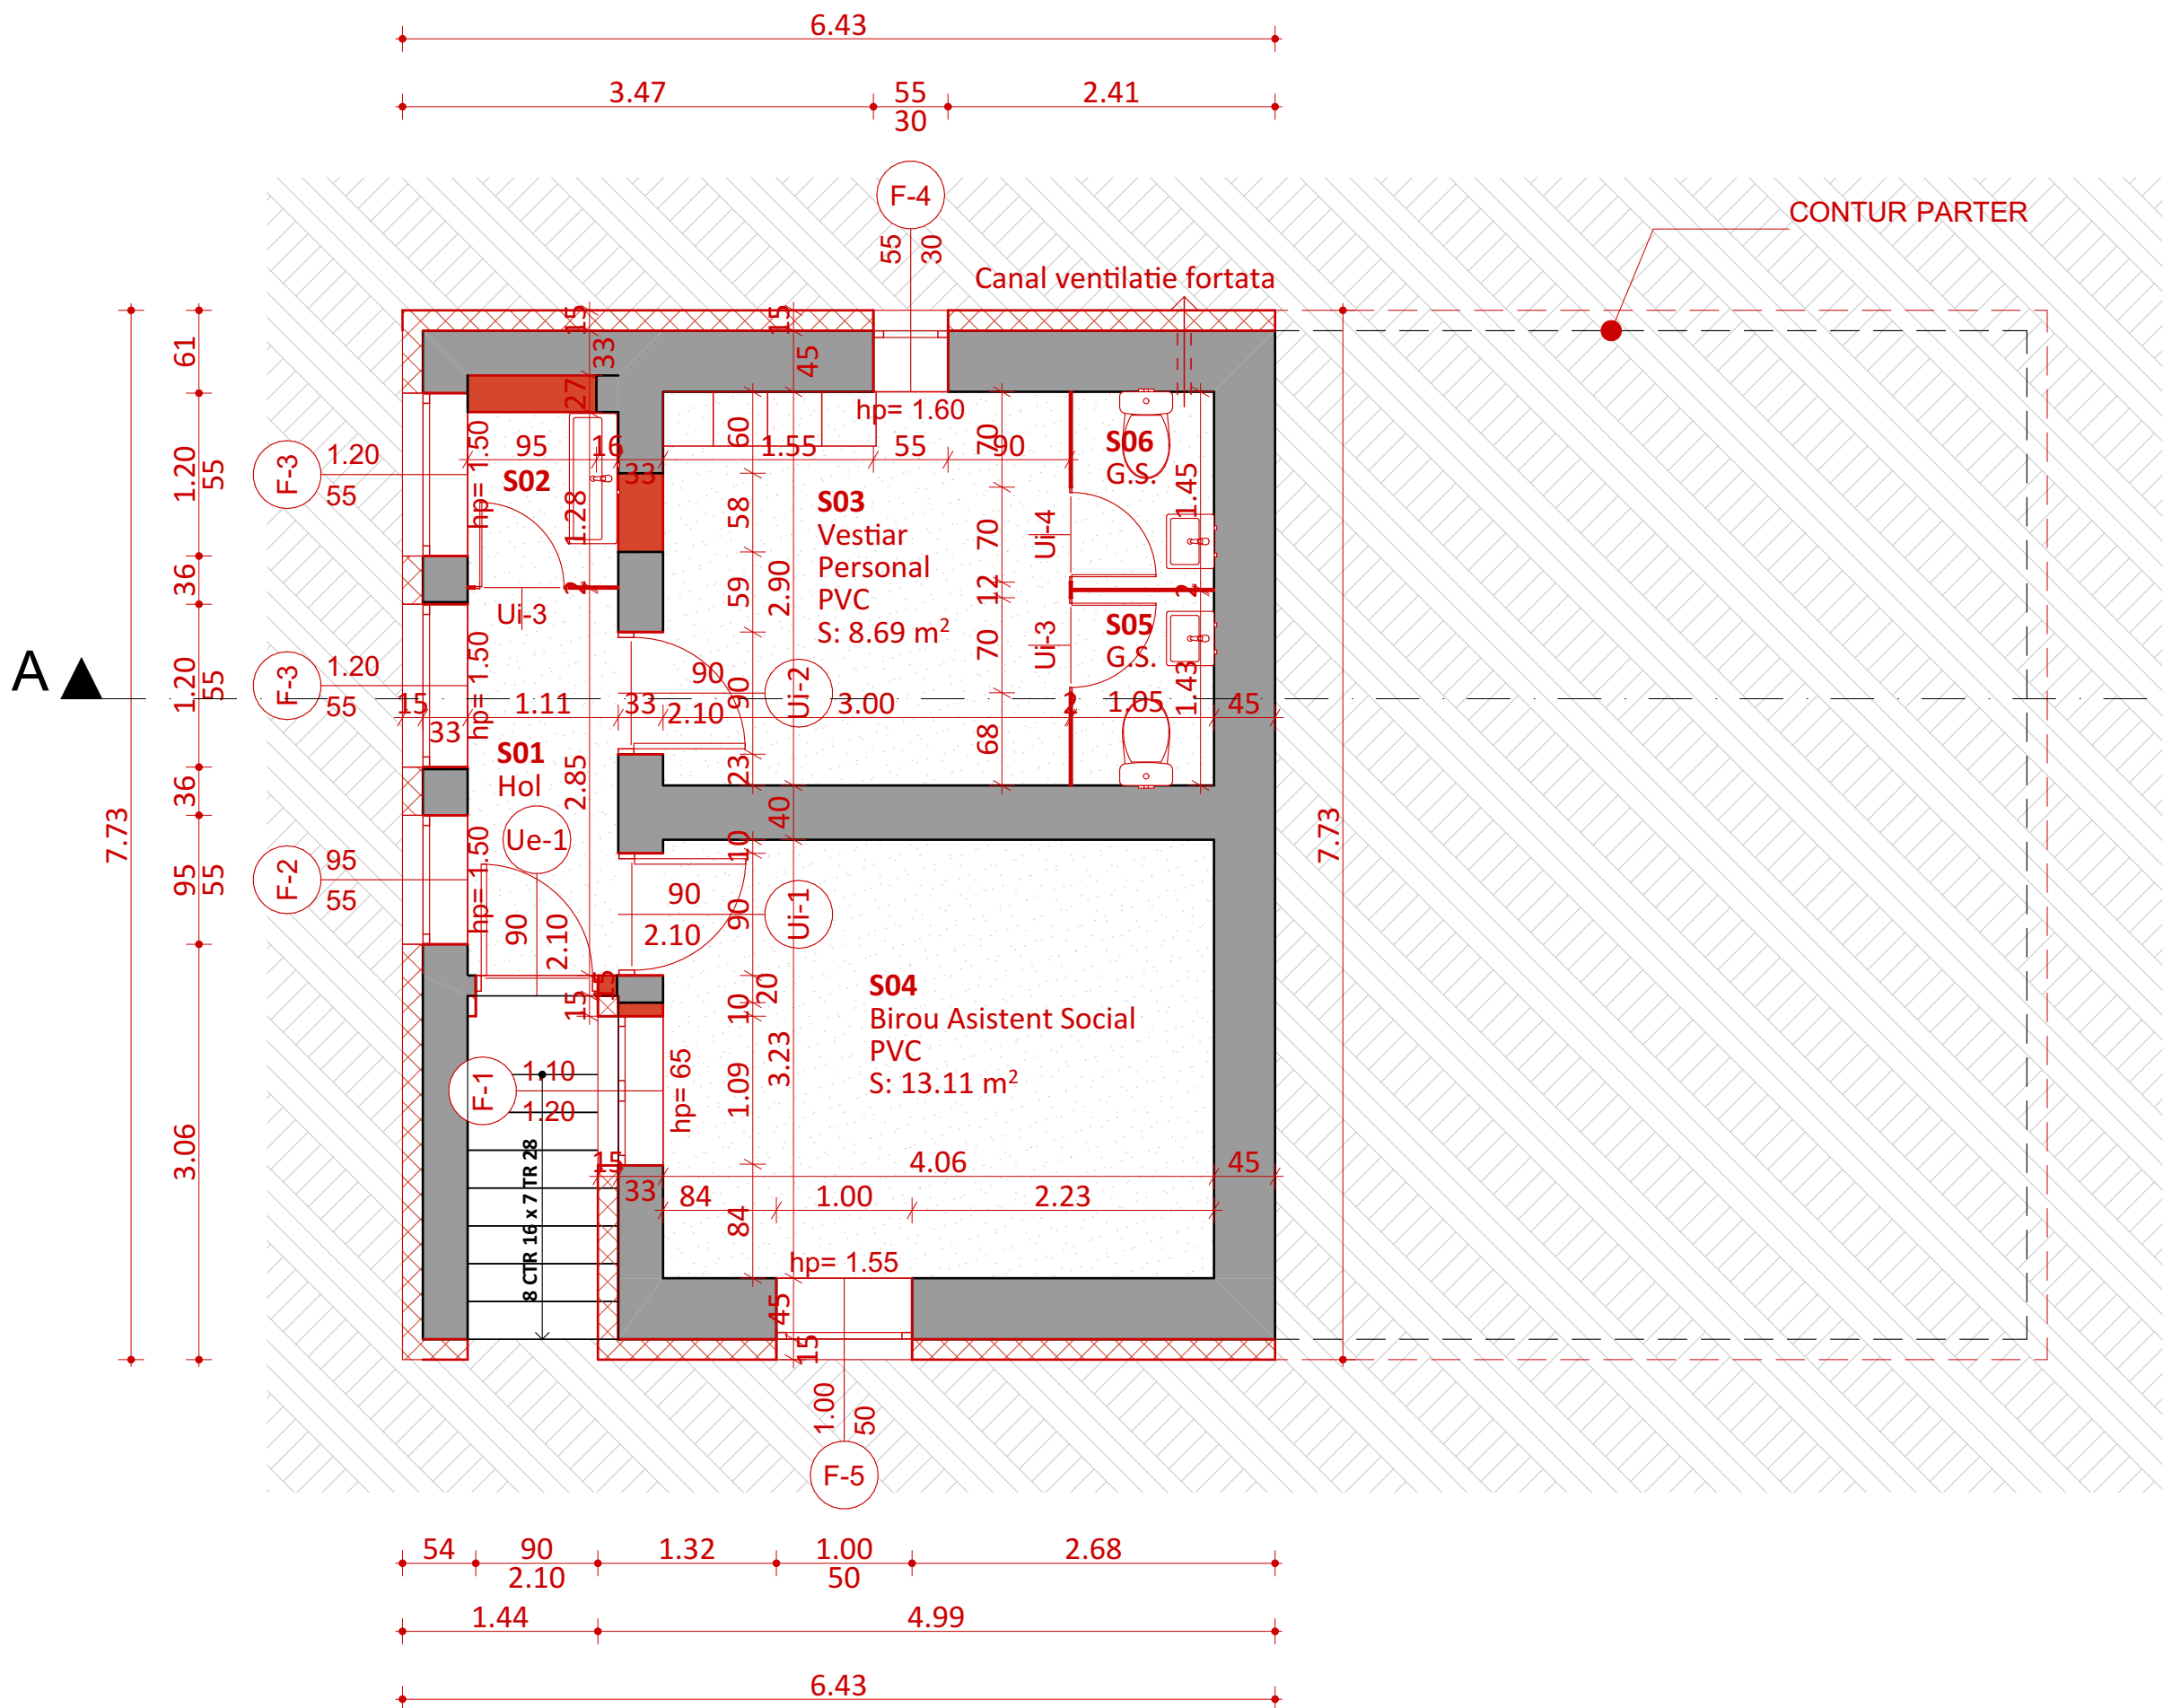 6.43
3.47
55
2.41
30
F-4
55
30
CONTUR PARTER
Canal ventilatie fortata
15
15
61
33
45
27
hp= 1.60
60
70
1.20
55
F-3
1.20
55
hp= 1.50
95
16
33
1.55
55
90
S02
1.28
S06
G.S.
1.45
58
S03
Vestiar
Personal
PVC
S: 8.69 m²
70
Ui-4
36
2
Ui-3
59
2.90
12
2
70
Ui-3
S05
G.S.
1.43
A
1.20
55
F-3
1.20
55
hp= 1.50
90
2.10
90
Ui-2
15
33
1.11
33
3.00
2
1.05
45
S01
Hol
2.85
23
68
36
40
7.73
7.73
Ue-1
10
95
55
F-2
95
55
hp= 1.50
90
2.10
90
2.10
90
Ui-1
15
15
20
10
S04
Birou Asistent Social
PVC
S: 13.11 m²
3.23
F-1
1.10
1.20
hp= 65
1.09
3.06
8 CTR 16 x 7 TR 28
15
33
4.06
45
84
1.00
2.23
84
hp= 1.55
45
15
1.00
50
F-5
54
90
1.32
1.00
2.68
2.10
50
1.44
4.99
6.43